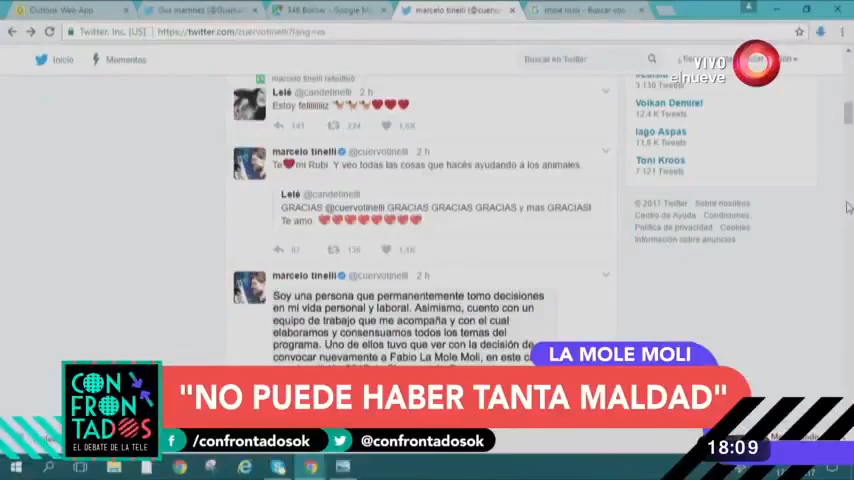 Outlook Web App
marcelo tinelli (@cuerv
Twitter, Inc. [US]
https://twitter.com/cuervotinelli?lang=es
Inicio
Momentos
Buscar en Twitter
VIVO
elnueve
marcelo tinelli retwitteó
Lelé @candetinelli 2 h
Estoy feliiiiiiiz
141 224 1,6K
marcelo tinelli @cuervotinelli 2 h
Te mi Rubi Y veo todas las cosas que hacés ayudando a los animales.
Lelé @candetinelli
GRACIAS @cuervotinelli GRACIAS GRACIAS GRACIAS y mas GRACIAS!
Te amo
87 136 1,1K
marcelo tinelli @cuervotinelli 2 h
Soy una persona que permanentemente tomo decisiones
en mi vida personal y laboral. Asimismo, cuento con un
equipo de trabajo que me acompaña y con el cual
elaboramos y consensuamos todos los temas del
programa. Uno de ellos tuvo que ver con la decisión de
convocar nuevamente a Fabio La Mole Moli, en este
3.130 Tweets
Volkan Demirel
12,4 K Tweets
Iago Aspas
11,6 K Tweets
Toni Kroos
7.121 Tweets
© 2017 Twitter Sobre nosotros
Centro de Ayuda Condiciones
Política de privacidad Cookies
Información sobre anuncios
LA MOLE MOLI
"NO PUEDE HABER TANTA MALDAD"
CON
FRON
TADOS
EL DEBATE DE LA TELE
/confrontadosok
@confrontadosok
18:09